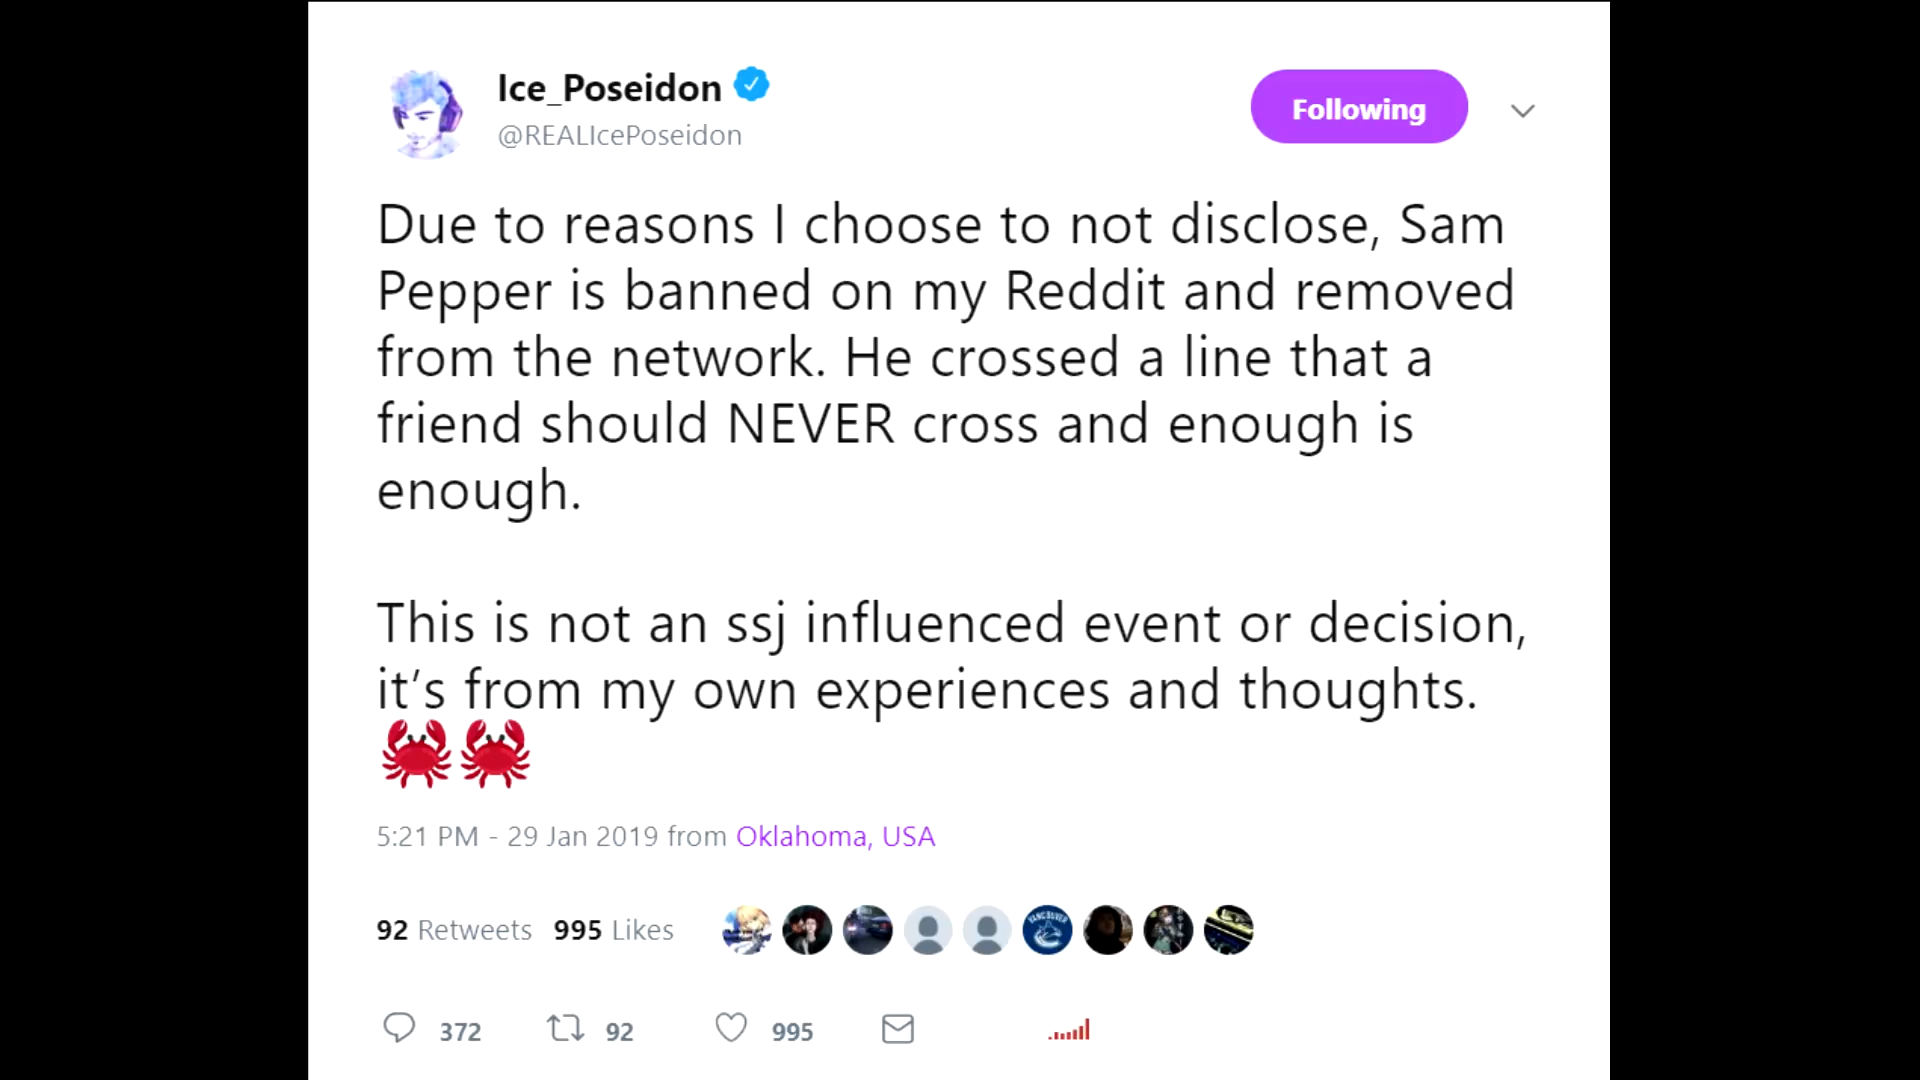 Ice_Poseidon
@REALIcePoseidon
Following
Due to reasons I choose to not disclose, Sam
Pepper is banned on my Reddit and removed
from the network. He crossed a line that a
friend should NEVER cross and enough is
enough.
This is not an ssj influenced event or decision,
it’s from my own experiences and thoughts.
🦀🦀
5:21 PM - 29 Jan 2019 from Oklahoma, USA
92 Retweets 995 Likes
VANCOUVER
372 92 995